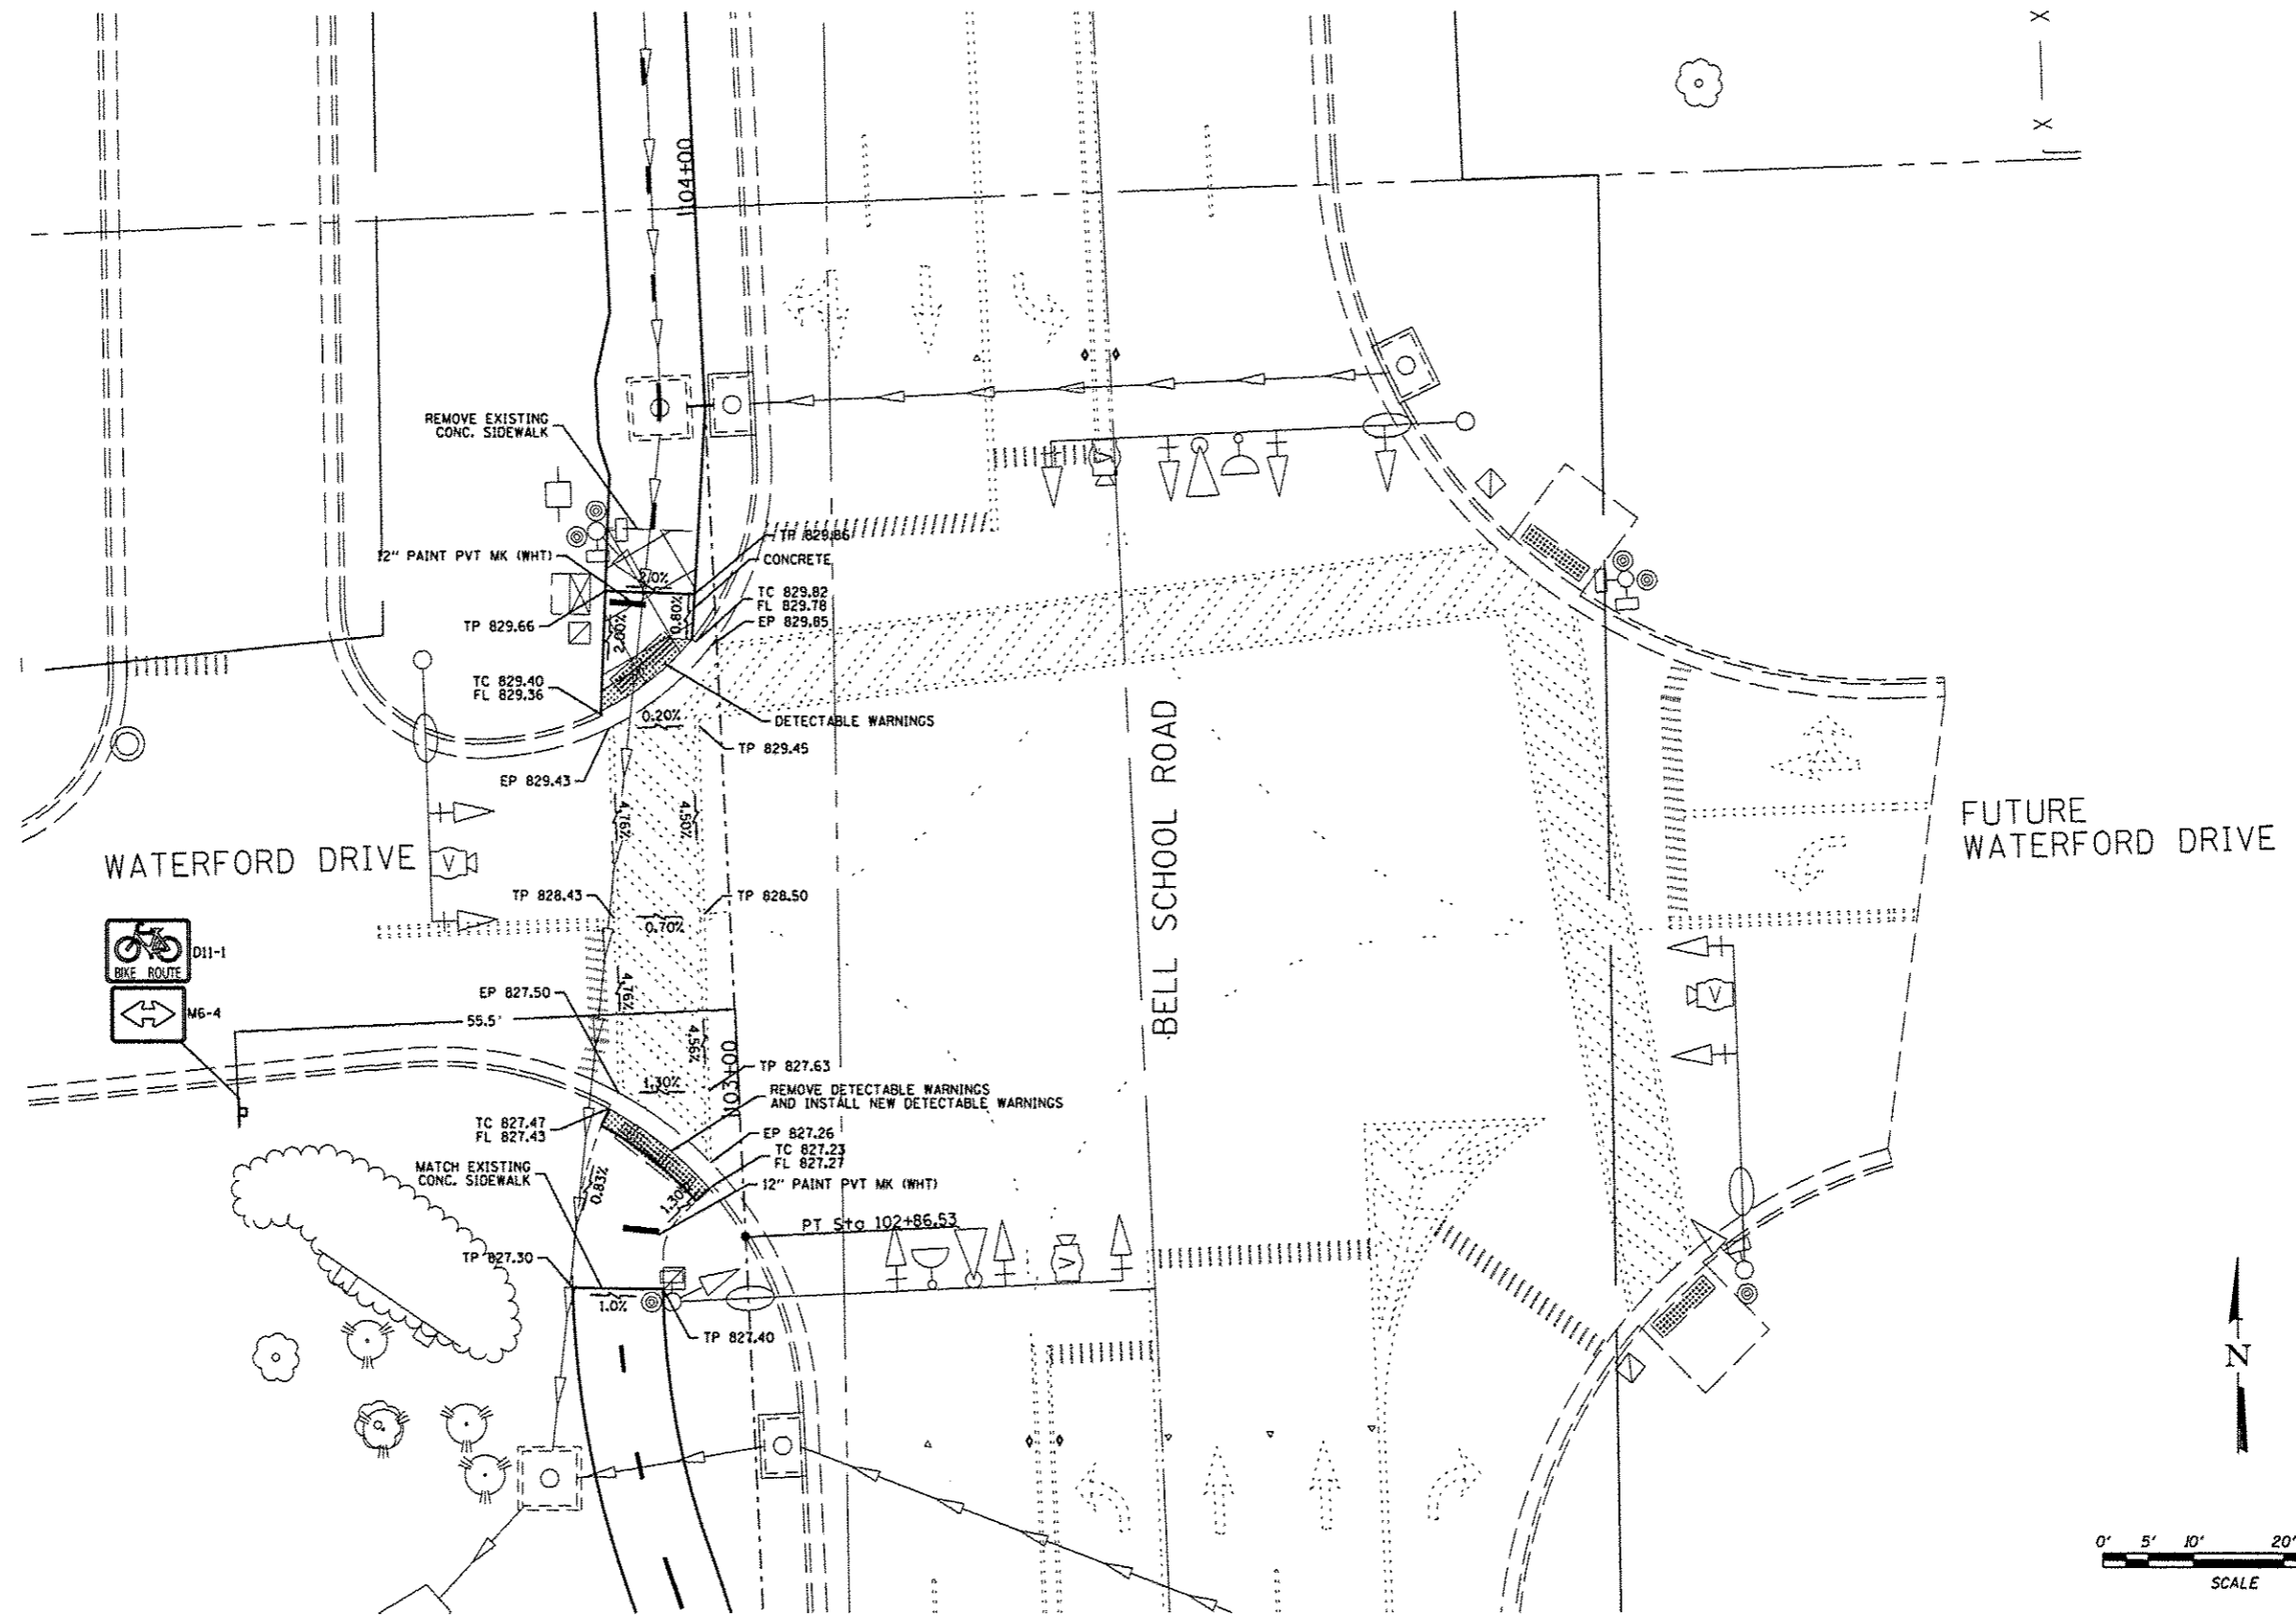 104+00
REMOVE EXISTING
CONC. SIDEWALK
12" PAINT PVT MK (WHT)
2.0%
TP 829.86
CONCRETE
TC 829.82
FL 829.78
EP 829.85
TP 829.66
2.00%
0.80%
TC 829.40
FL 829.36
0.20%
DETECTABLE WARNINGS
TP 829.45
EP 829.43
4.76%
4.50%
WATERFORD DRIVE
V
BELL SCHOOL ROAD
FUTURE
WATERFORD DRIVE
TP 828.43
TP 828.50
0.70%
BIKE ROUTE
D11-1
M6-4
4.76%
EP 827.50
55.5'
4.56%
V
103+00
TP 827.63
1.30%
REMOVE DETECTABLE WARNINGS
AND INSTALL NEW DETECTABLE WARNINGS
TC 827.47
FL 827.43
EP 827.26
TC 827.23
FL 827.27
MATCH EXISTING
CONC. SIDEWALK
0.83%
1.30%
12" PAINT PVT MK (WHT)
PT Sta 102+86.53
V
V
TP 827.30
1.0%
TP 827.40
N
0' 5' 10' 20'
SCALE